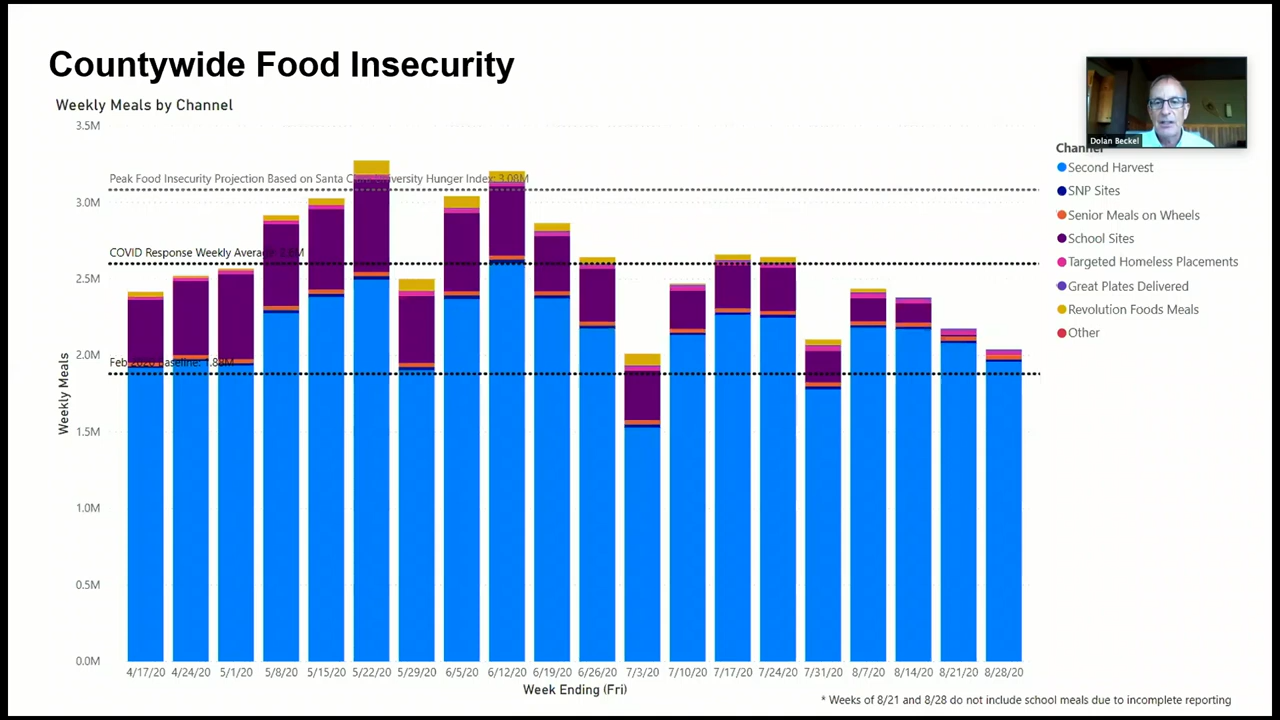 Countywide Food Insecurity
Weekly Meals by Channel
3.5M
Peak Food Insecurity Projection Based on Santa Clara University Hunger Index: 3.08M
3.0M
COVID Response Weekly Average: 2.6M
2.5M
Feb 2020 Baseline: 1.88M
2.0M
1.5M
1.0M
0.5M
0.0M
Weekly Meals
4/17/20 4/24/20 5/1/20 5/8/20 5/15/20 5/22/20 5/29/20 6/5/20 6/12/20 6/19/20 6/26/20 7/3/20 7/10/20 7/17/20 7/24/20 7/31/20 8/7/20 8/14/20 8/21/20 8/28/20
Week Ending (Fri)
Dolan Beckel
Channel
Second Harvest
SNP Sites
Senior Meals on Wheels
School Sites
Targeted Homeless Placements
Great Plates Delivered
Revolution Foods Meals
Other
* Weeks of 8/21 and 8/28 do not include school meals due to incomplete reporting